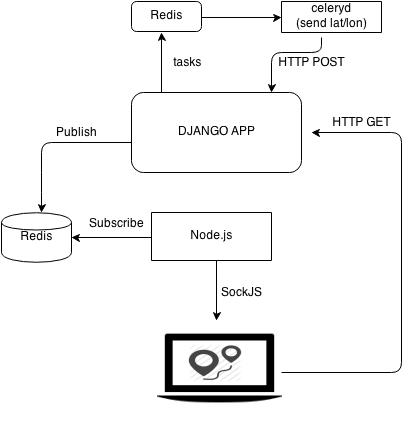 Redis
celeryd
(send lat/lon)
tasks
HTTP POST
DJANGO APP
HTTP GET
Publish
Redis
Subscribe
Node.js
SockJS